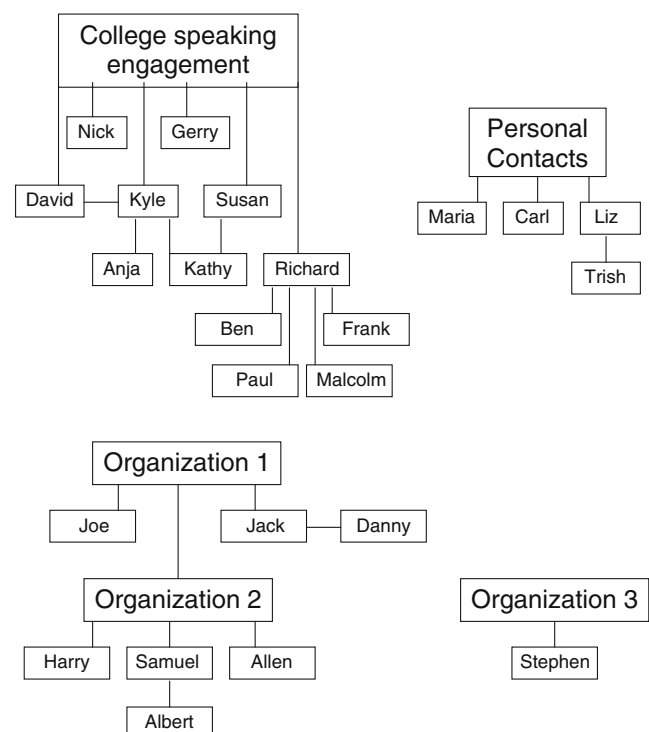 College speaking
engagement
Nick
Gerry
David
Kyle
Susan
Anja
Kathy
Richard
Ben
Frank
Paul
Malcolm
Personal
Contacts
Maria
Carl
Liz
Trish
Organization 1
Joe
Jack
Danny
Organization 2
Harry
Samuel
Allen
Albert
Organization 3
Stephen